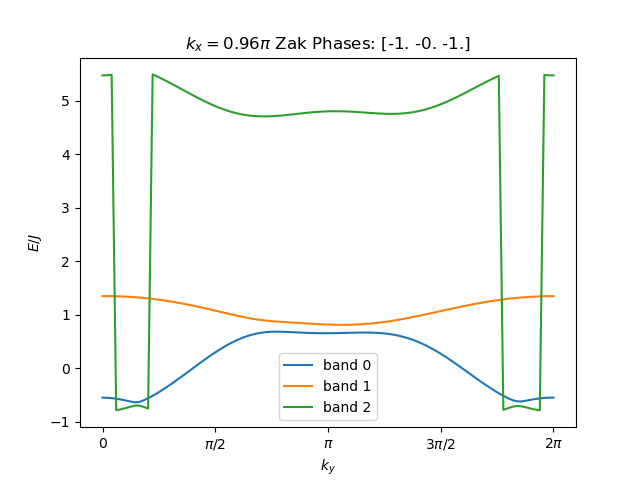 $k_x = 0.96\pi$ Zak Phases: [-1. -0. -1.]
E/J
5
4
3
2
1
0
−1
band 0
band 1
band 2
0
π/2
π
3π/2
2π
$k_y$